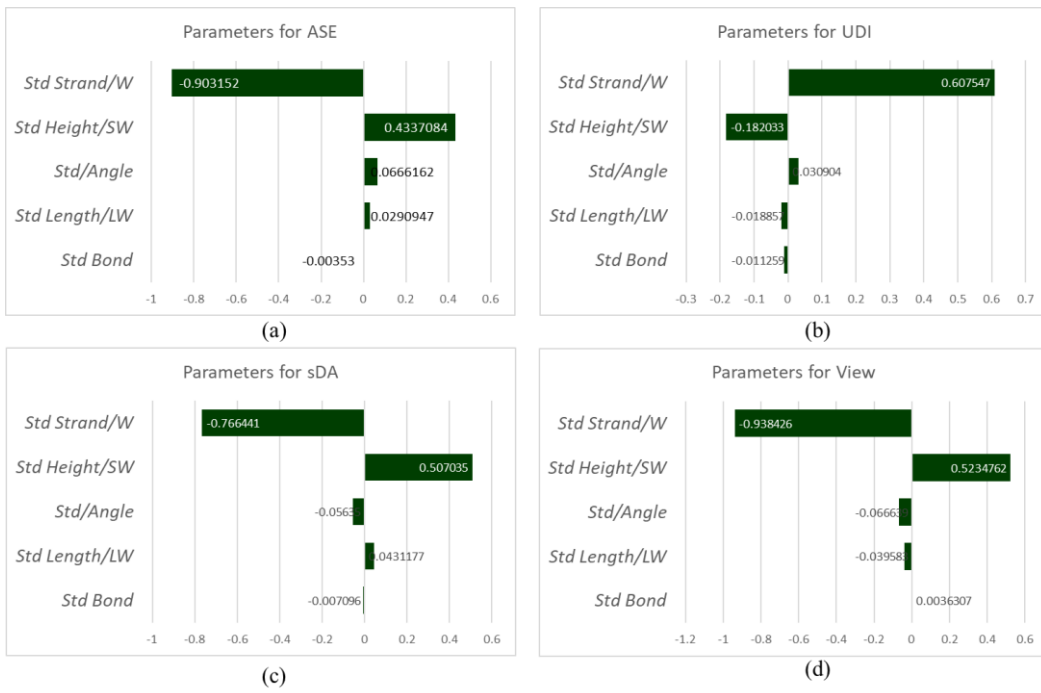 Parameters for ASE
Std Strand/W
-0.903152
Std Height/SW
0.4337084
Std/Angle
0.0666162
Std Length/LW
0.0290947
Std Bond
-0.00353
-1 -0.8 -0.6 -0.4 -0.2 0 0.2 0.4 0.6
(a)
Parameters for UDI
Std Strand/W
0.607547
Std Height/SW
-0.182033
Std/Angle
0.030904
Std Length/LW
-0.018857
Std Bond
-0.011259
-0.3 -0.2 -0.1 0 0.1 0.2 0.3 0.4 0.5 0.6 0.7
(b)
Parameters for sDA
Std Strand/W
-0.766441
Std Height/SW
0.507035
Std/Angle
-0.05635
Std Length/LW
0.0431177
Std Bond
-0.007096
-1 -0.8 -0.6 -0.4 -0.2 0 0.2 0.4 0.6
(c)
Parameters for View
Std Strand/W
-0.938426
Std Height/SW
0.5234762
Std/Angle
-0.066639
Std Length/LW
-0.039583
Std Bond
0.0036307
-1.2 -1 -0.8 -0.6 -0.4 -0.2 0 0.2 0.4 0.6
(d)